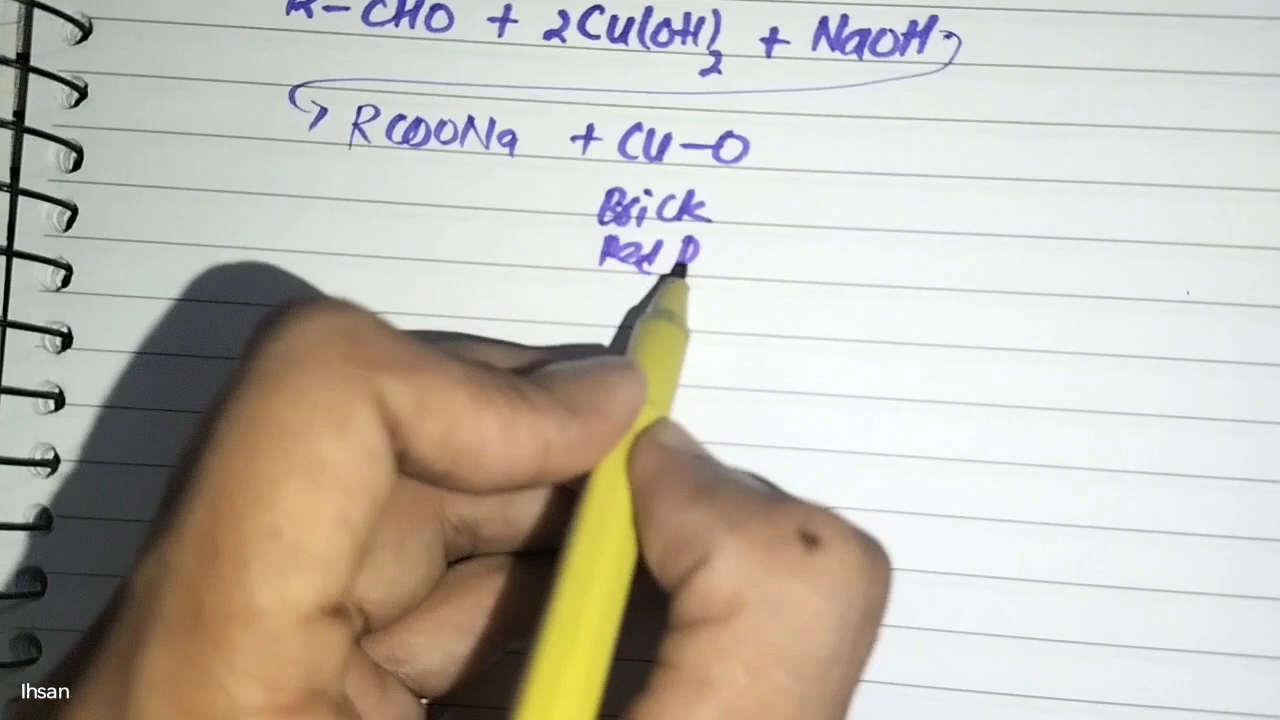 R-CHO + 2Cu(OH)2 + NaOH
RCOONa + Cu-O
Brick
Red P
Ihsan